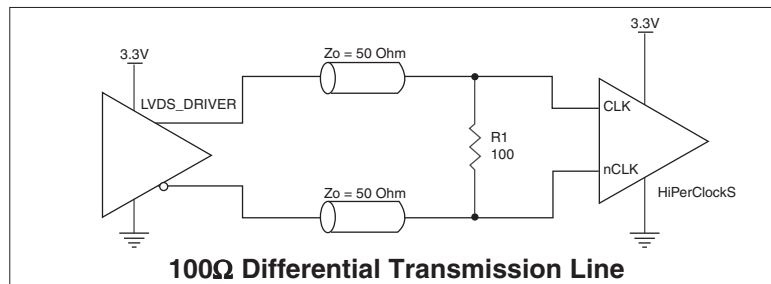 3.3V
Zo = 50 Ohm
3.3V
LVDS_DRIVER
CLK
R1
100
nCLK
Zo = 50 Ohm
HiPerClockS
100Ω Differential Transmission Line